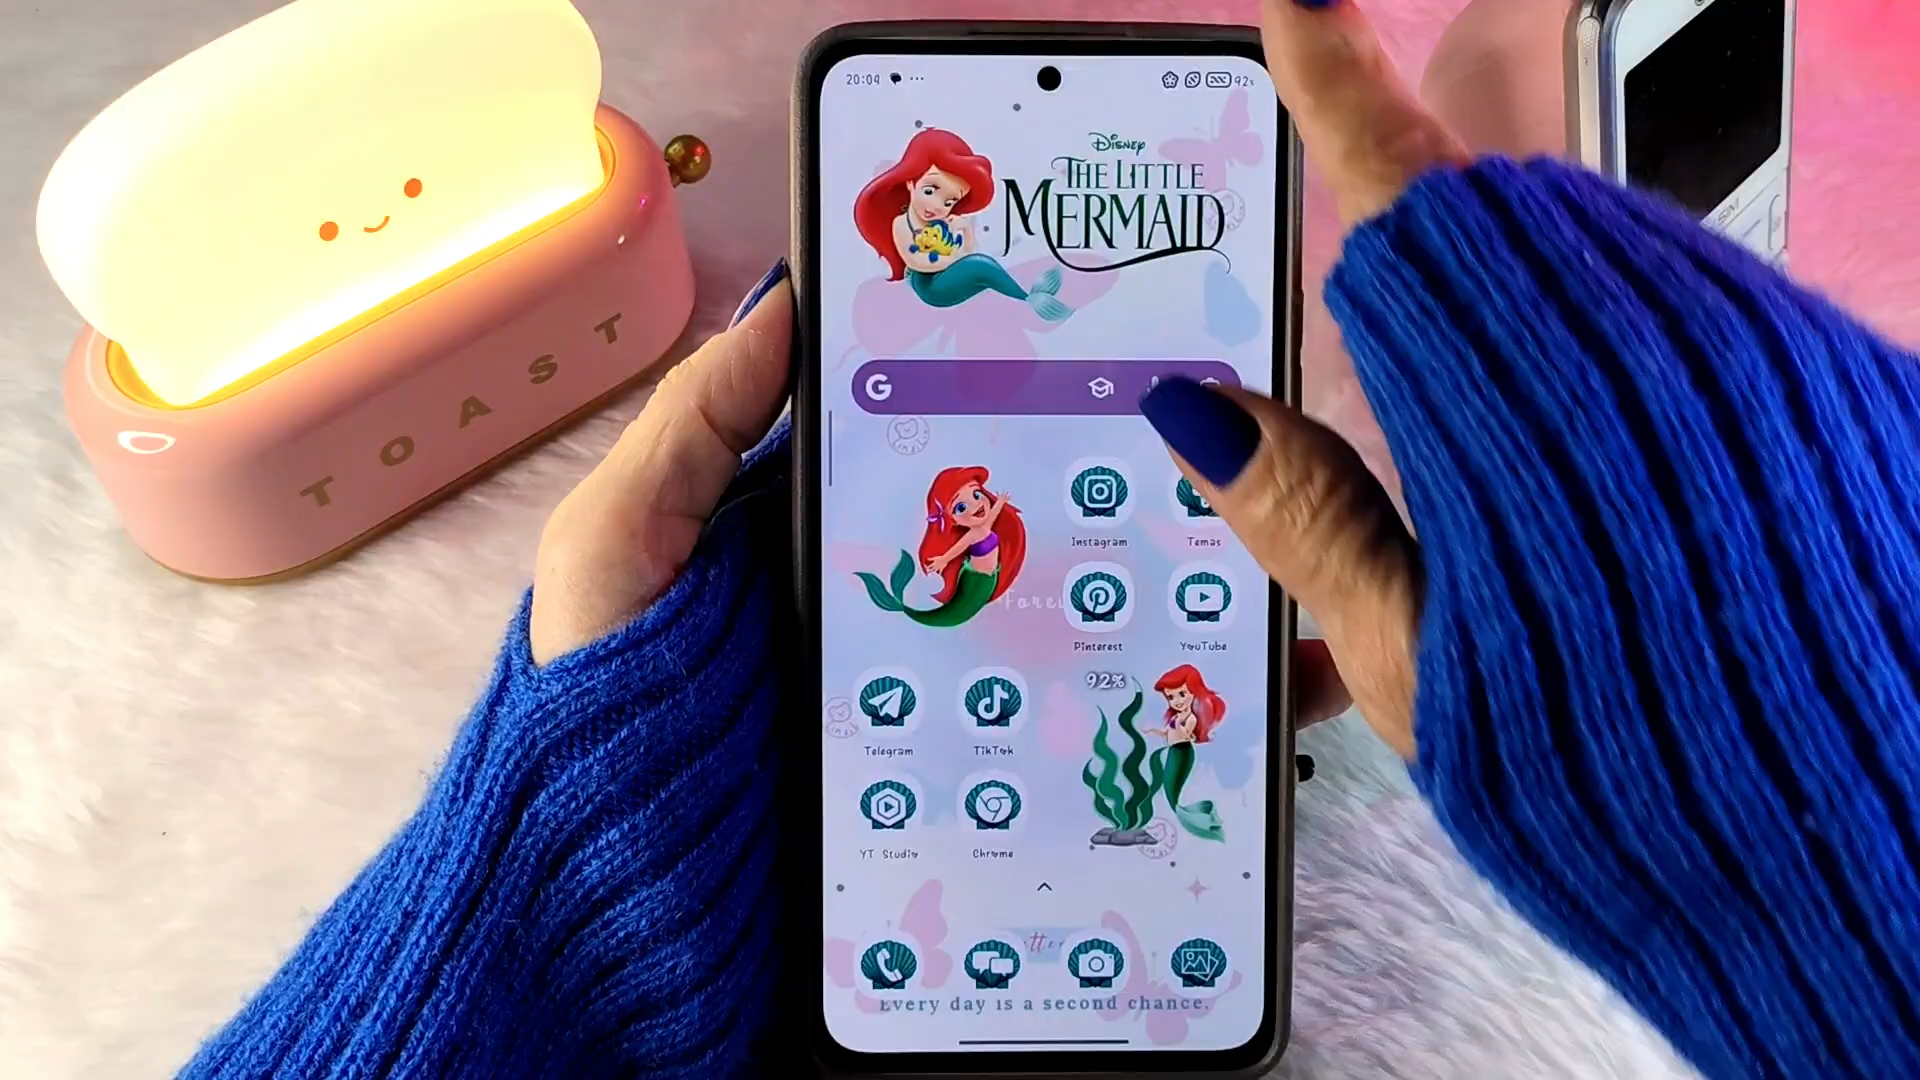 TOAST
20:04
92%
Disney
THE LITTLE
MERMAID
G
Instagram
Temas
Forev
Pinterest
YouTube
92%
Telegram
TikTok
YT Studio
Chrome
Every day is a second chance.